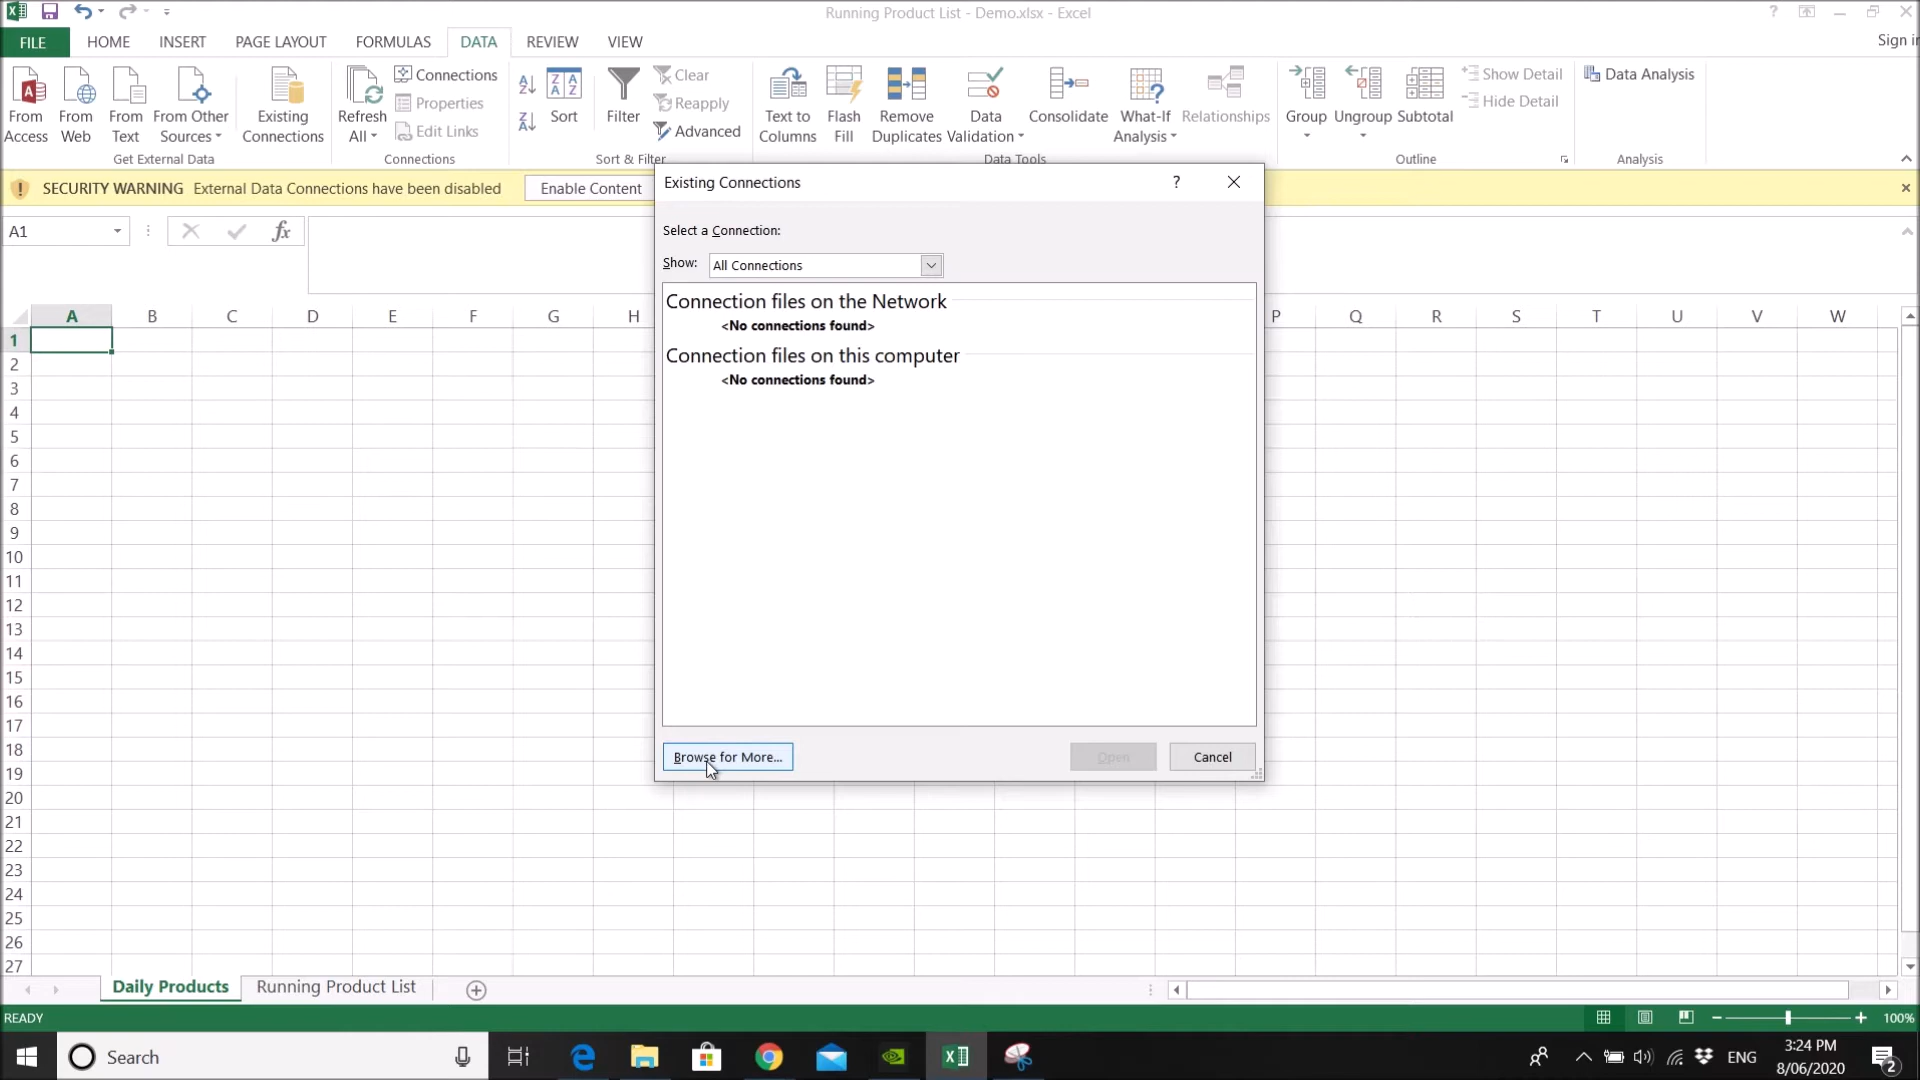 Running Product List - Demo.xlsx - Excel
?
FILE HOME INSERT PAGE LAYOUT FORMULAS DATA REVIEW VIEW
Sign in
From Access
From Web
From Text
From Other Sources
Existing Connections
Get External Data
Refresh All
Connections
Properties
Edit Links
Connections
Sort
Filter
Clear
Reapply
Advanced
Sort & Filter
Text to Columns
Flash Fill
Remove Duplicates
Data Validation
Consolidate
What-If Analysis
Relationships
Data Tools
Group
Ungroup
Subtotal
Show Detail
Hide Detail
Outline
Data Analysis
Analysis
SECURITY WARNING External Data Connections have been disabled Enable Content
A1
fx
Existing Connections ?
Select a Connection:
Show: All Connections
Connection files on the Network
<No connections found>
Connection files on this computer
<No connections found>
Browse for More... Open Cancel
A B C D E F G H P Q R S T U V W
1
2
3
4
5
6
7
8
9
10
11
12
13
14
15
16
17
18
19
20
21
22
23
24
25
26
27
Daily Products Running Product List
READY
100%
Search
ENG
3:24 PM
8/06/2020
2